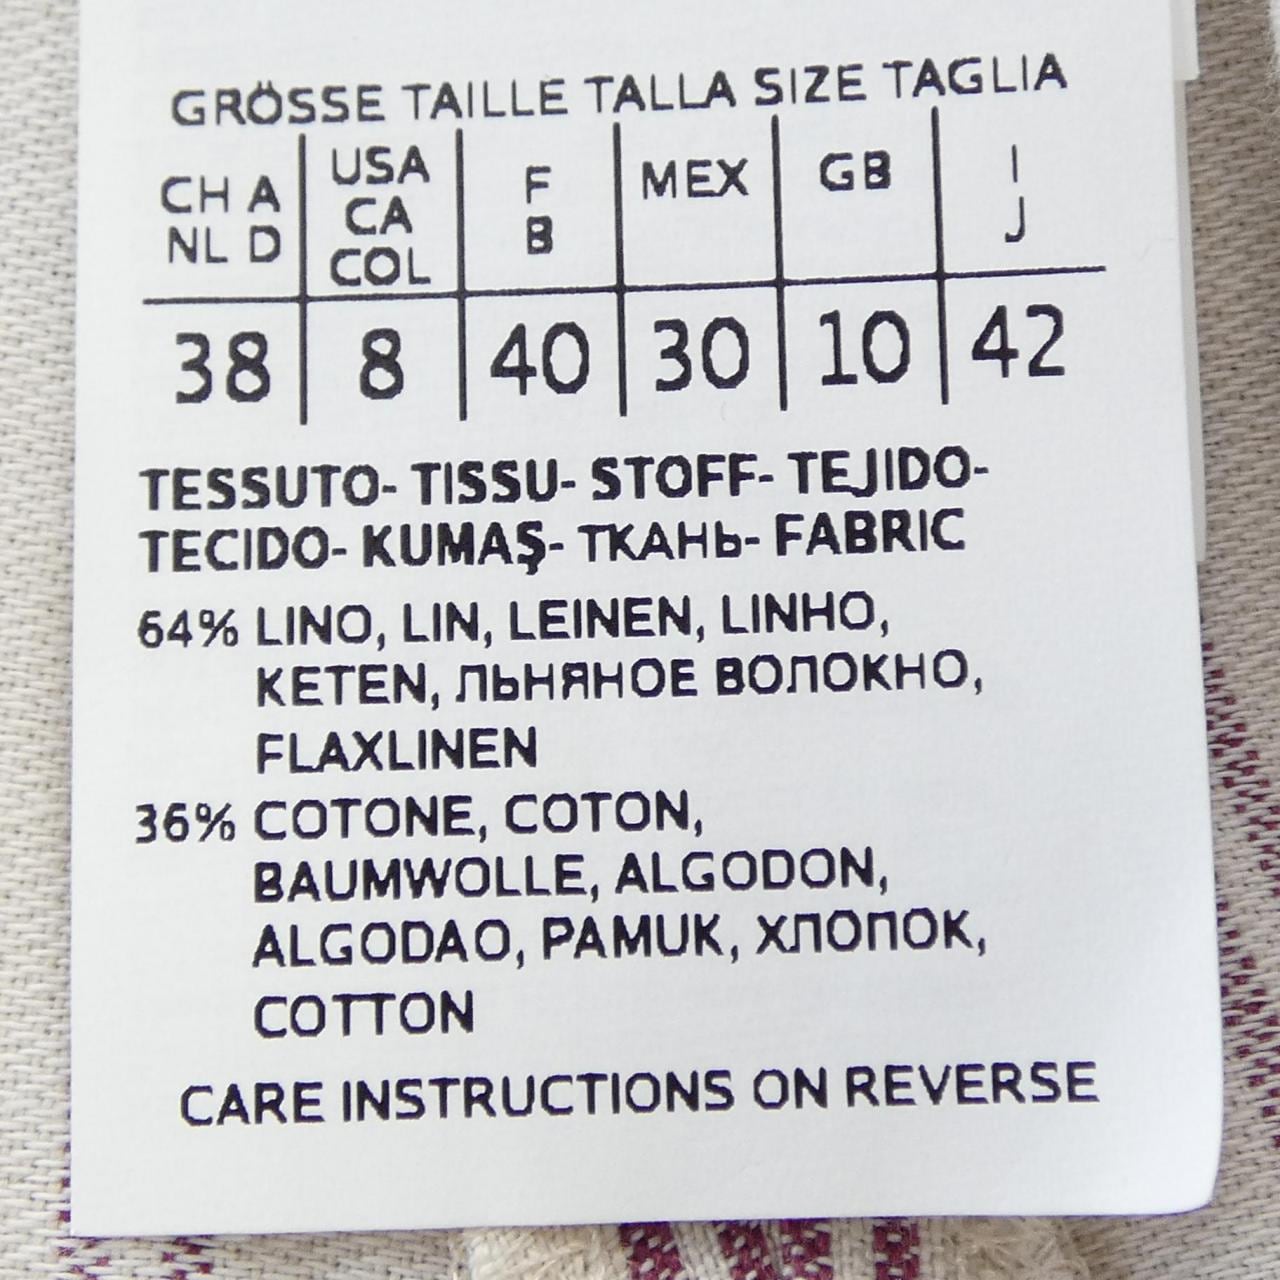 GRÖSSE TAILLE TALLA SIZE TAGLIA
CH A NL D
USA CA COL
F B
MEX
GB
I J
38 8 40 30 10 42
TESSUTO- TISSU- STOFF- TEJIDO-
TECIDO- KUMAŞ- ТКАНЬ- FABRIC
64% LINO, LIN, LEINEN, LINHO,
KETEN, ЛЬНЯНОЕ ВОЛОКНО,
FLAXLINEN
36% COTONE, COTON,
BAUMWOLLE, ALGODON,
ALGODAO, PAMUK, ХЛОПОК,
COTTON
CARE INSTRUCTIONS ON REVERSE